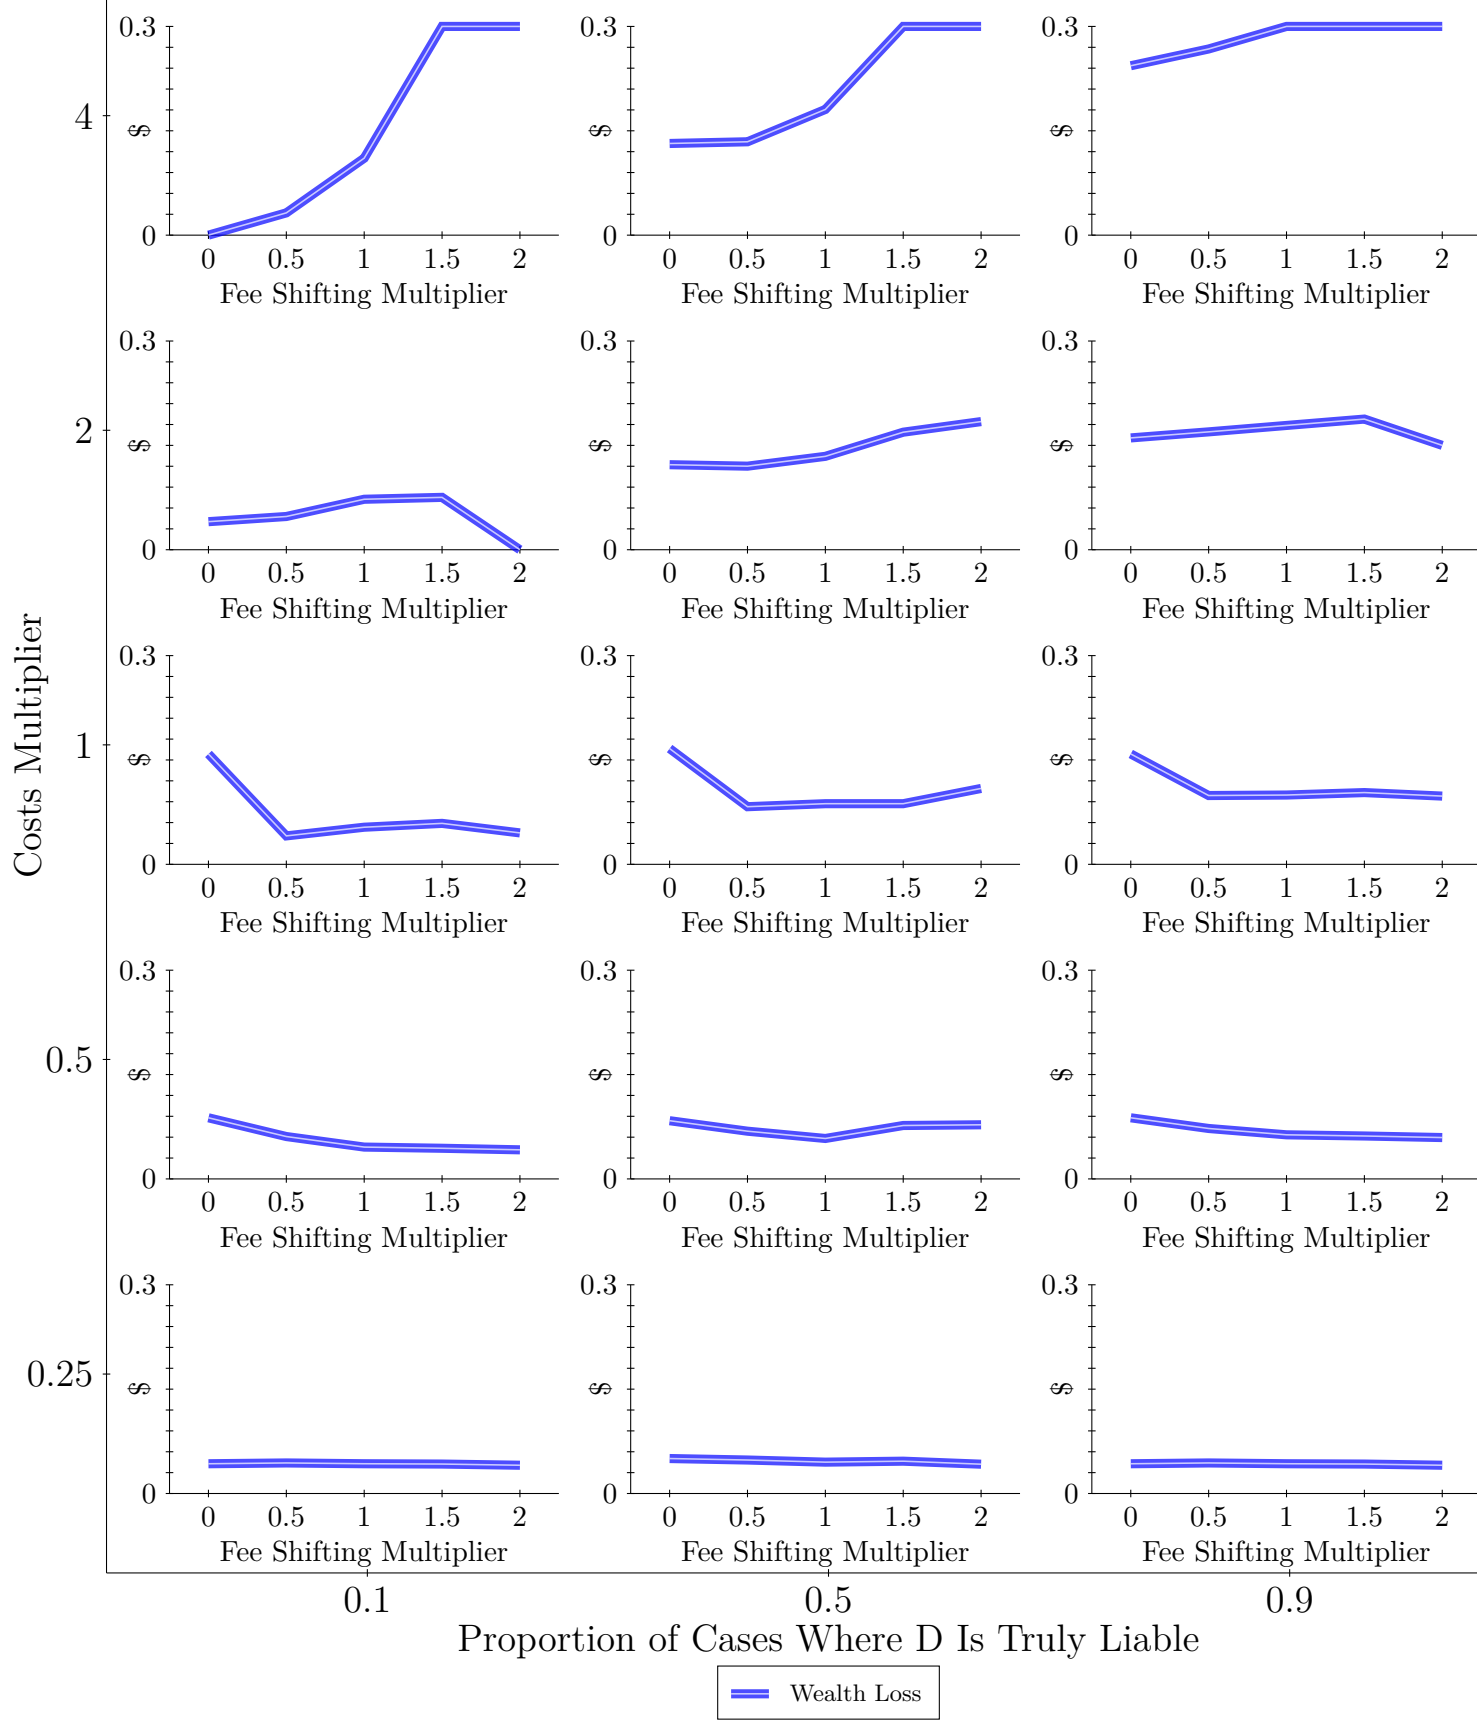 0.3 0.3 0.3
4 $ $ $
0 0 0
0 0.5 1 1.5 2 0 0.5 1 1.5 2 0 0.5 1 1.5 2
Fee Shifting Multiplier Fee Shifting Multiplier Fee Shifting Multiplier
0.3 0.3 0.3
2 $ $ $
0 0 0
0 0.5 1 1.5 2 0 0.5 1 1.5 2 0 0.5 1 1.5 2
Fee Shifting Multiplier Fee Shifting Multiplier Fee Shifting Multiplier
Costs Multiplier
0.3 0.3 0.3
1 $ $ $
0 0 0
0 0.5 1 1.5 2 0 0.5 1 1.5 2 0 0.5 1 1.5 2
Fee Shifting Multiplier Fee Shifting Multiplier Fee Shifting Multiplier
0.3 0.3 0.3
0.5 $ $ $
0 0 0
0 0.5 1 1.5 2 0 0.5 1 1.5 2 0 0.5 1 1.5 2
Fee Shifting Multiplier Fee Shifting Multiplier Fee Shifting Multiplier
0.3 0.3 0.3
0.25 $ $ $
0 0 0
0 0.5 1 1.5 2 0 0.5 1 1.5 2 0 0.5 1 1.5 2
Fee Shifting Multiplier Fee Shifting Multiplier Fee Shifting Multiplier
0.1 0.5 0.9
Proportion of Cases Where D Is Truly Liable
Wealth Loss